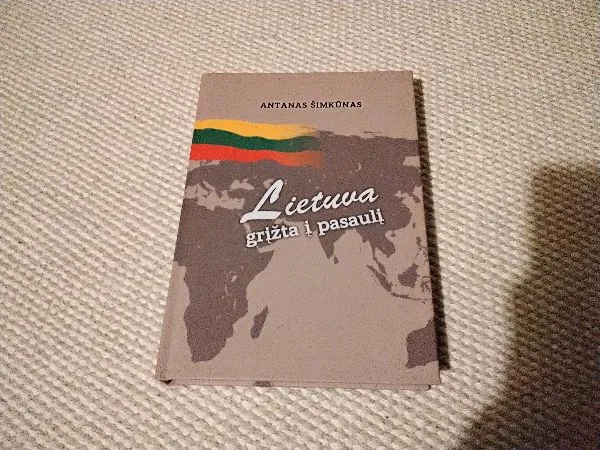 ANTANAS ŠIMKŪNAS
Lietuva
grįžta į pasaulį